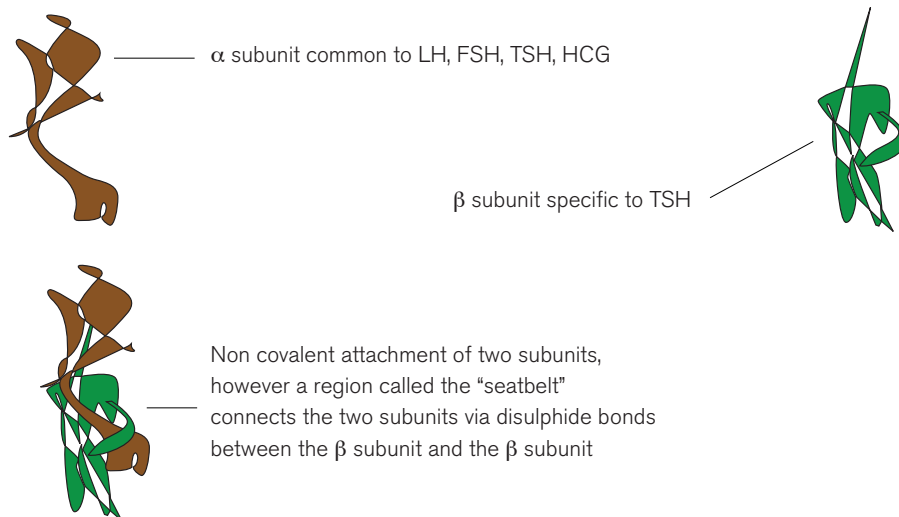 α subunit common to LH, FSH, TSH, HCG
β subunit specific to TSH
Non covalent attachment of two subunits,
however a region called the “seatbelt”
connects the two subunits via disulphide bonds
between the β subunit and the β subunit